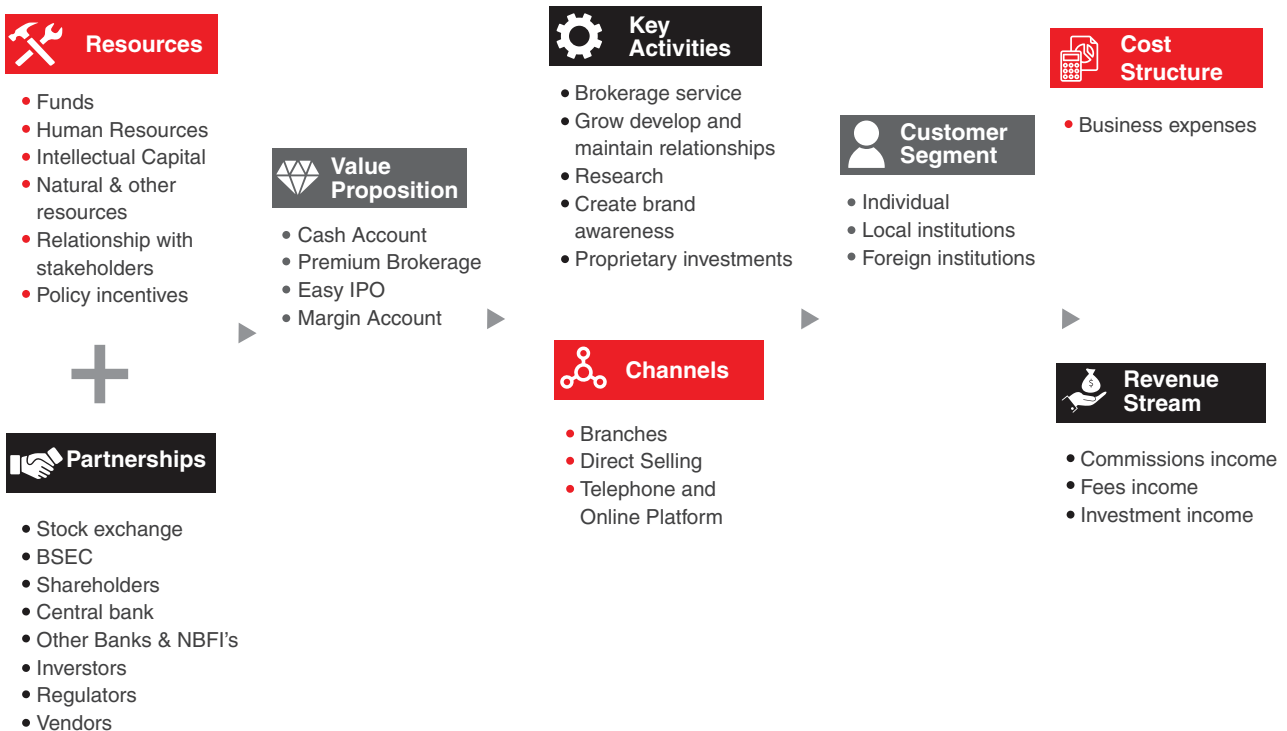 Resources
Funds
Human Resources
Intellectual Capital
Natural & other
resources
Relationship with
stakeholders
Policy incentives
Partnerships
Stock exchange
BSEC
Shareholders
Central bank
Other Banks & NBFI's
Inverstors
Regulators
Vendors
Value
Proposition
Cash Account
Premium Brokerage
Easy IPO
Margin Account
Key
Activities
Brokerage service
Grow develop and
maintain relationships
Research
Create brand
awareness
Proprietary investments
Channels
Branches
Direct Selling
Telephone and
Online Platform
Customer
Segment
Individual
Local institutions
Foreign institutions
Cost
Structure
Business expenses
$
Revenue
Stream
Commissions income
Fees income
Investment income